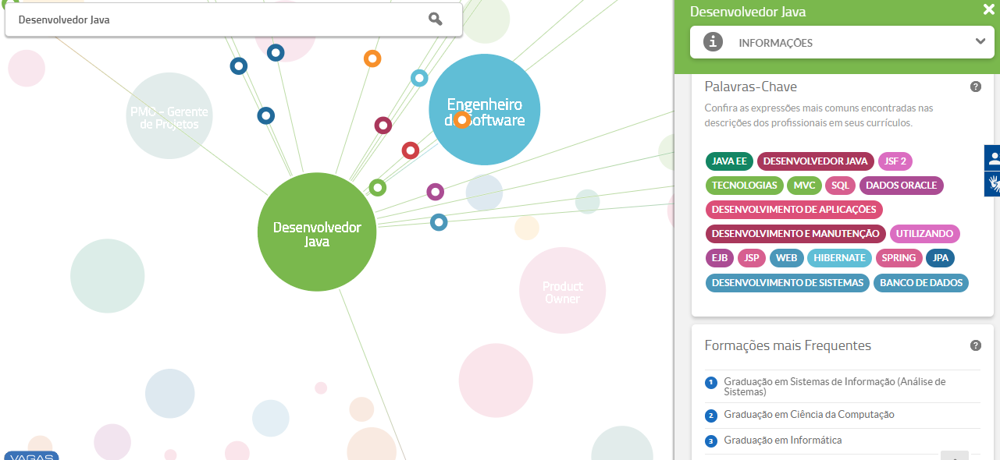 Desenvolvedor Java
PMO - Gerente
de Projetos
Engenheiro
de Software
Desenvolvedor
Java
Product
Owner
VAGAS
Desenvolvedor Java
INFORMAÇÕES
Palavras-Chave
Confira as expressões mais comuns encontradas nas
descrições dos profissionais em seus currículos.
JAVA EE DESENVOLVEDOR JAVA JSF 2
TECNOLOGIAS MVC SQL DADOS ORACLE
DESENVOLVIMENTO DE APLICAÇÕES
DESENVOLVIMENTO E MANUTENÇÃO UTILIZANDO
EJB JSP WEB HIBERNATE SPRING JPA
DESENVOLVIMENTO DE SISTEMAS BANCO DE DADOS
Formações mais Frequentes
1 Graduação em Sistemas de Informação (Análise de
Sistemas)
2 Graduação em Ciência da Computação
3 Graduação em Informática